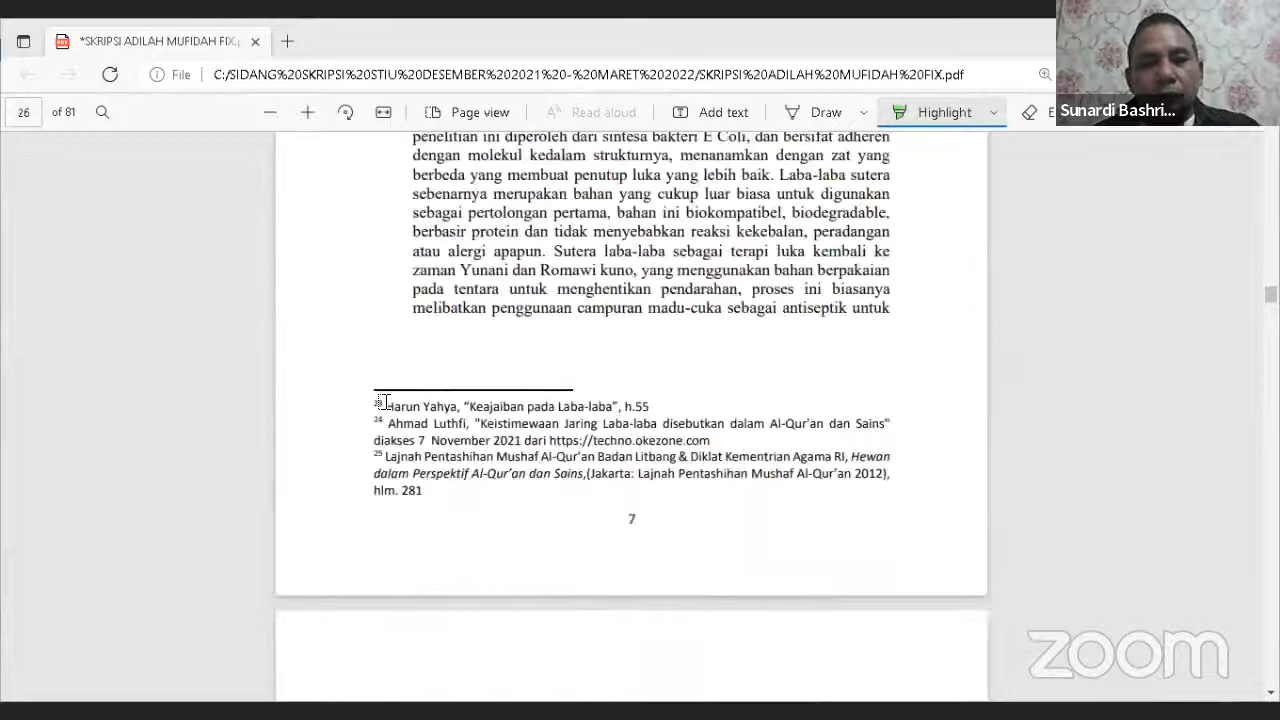 *SKRIPSI ADILAH MUFIDAH FIX.p
File C:/SIDANG%20SKRIPSI%20STIU%20DESEMBER%202021%20-%20MARET%202022/SKRIPSI%20ADILAH%20MUFIDAH%20FIX.pdf
26 of 81 Page view Read aloud Add text Draw Highlight
Sunardi Bashri...
penelitian ini diperoleh dari sintesa bakteri E Coli, dan bersifat adheren
dengan molekul kedalam strukturnya, menanamkan dengan zat yang
berbeda yang membuat penutup luka yang lebih baik. Laba-laba sutera
sebenarnya merupakan bahan yang cukup luar biasa untuk digunakan
sebagai pertolongan pertama, bahan ini biokompatibel, biodegradable,
berbasir protein dan tidak menyebabkan reaksi kekebalan, peradangan
atau alergi apapun. Sutera laba-laba sebagai terapi luka kembali ke
zaman Yunani dan Romawi kuno, yang menggunakan bahan berpakaian
pada tentara untuk menghentikan pendarahan, proses ini biasanya
melibatkan penggunaan campuran madu-cuka sebagai antiseptik untuk
23 Harun Yahya, “Keajaiban pada Laba-laba”, h.55
24 Ahmad Luthfi, "Keistimewaan Jaring Laba-laba disebutkan dalam Al-Qur'an dan Sains"
diakses 7 November 2021 dari https://techno.okezone.com
25 Lajnah Pentashihan Mushaf Al-Qur’an Badan Litbang & Diklat Kementrian Agama RI, Hewan
dalam Perspektif Al-Qur’an dan Sains,(Jakarta: Lajnah Pentashihan Mushaf Al-Qur’an 2012),
hlm. 281
7
zoom